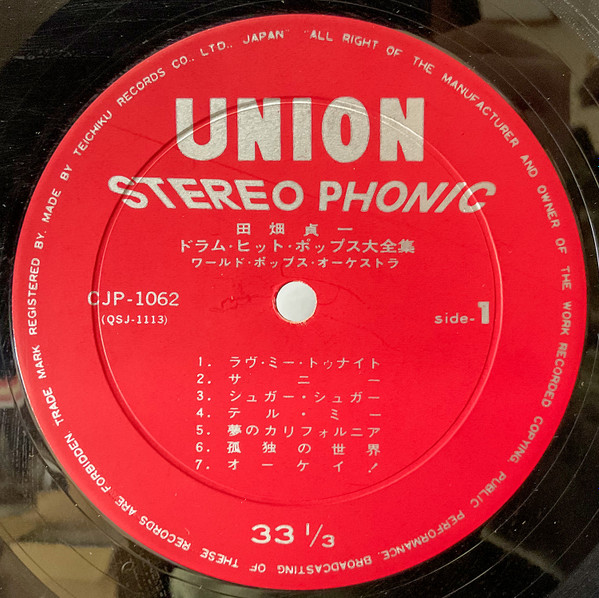 MADE BY TEICHIKU RECORDS CO., LTD., JAPAN ALL RIGHT OF THE MANUFACTURER AND OWNER OF THE WORK RECORDED COPYING, PUBLIC PERFORMANCE, BROADCASTING OF THESE RECORDS ARE FORBIDDEN TRADE MARK REGISTERED BY.
UNION
STEREO PHONIC
田畑貞一
ドラム・ヒット・ポップス大全集
ワールド・ポップス・オーケストラ
CJP-1062
(QSJ-1113)
side-1
1. ラヴ・ミー・トゥナイト
2. サニー
3. シュガー・シュガー
4. テル・ミー
5. 夢のカリフォルニア
6. 孤独の世界
7. オーケイ!
33 1/3